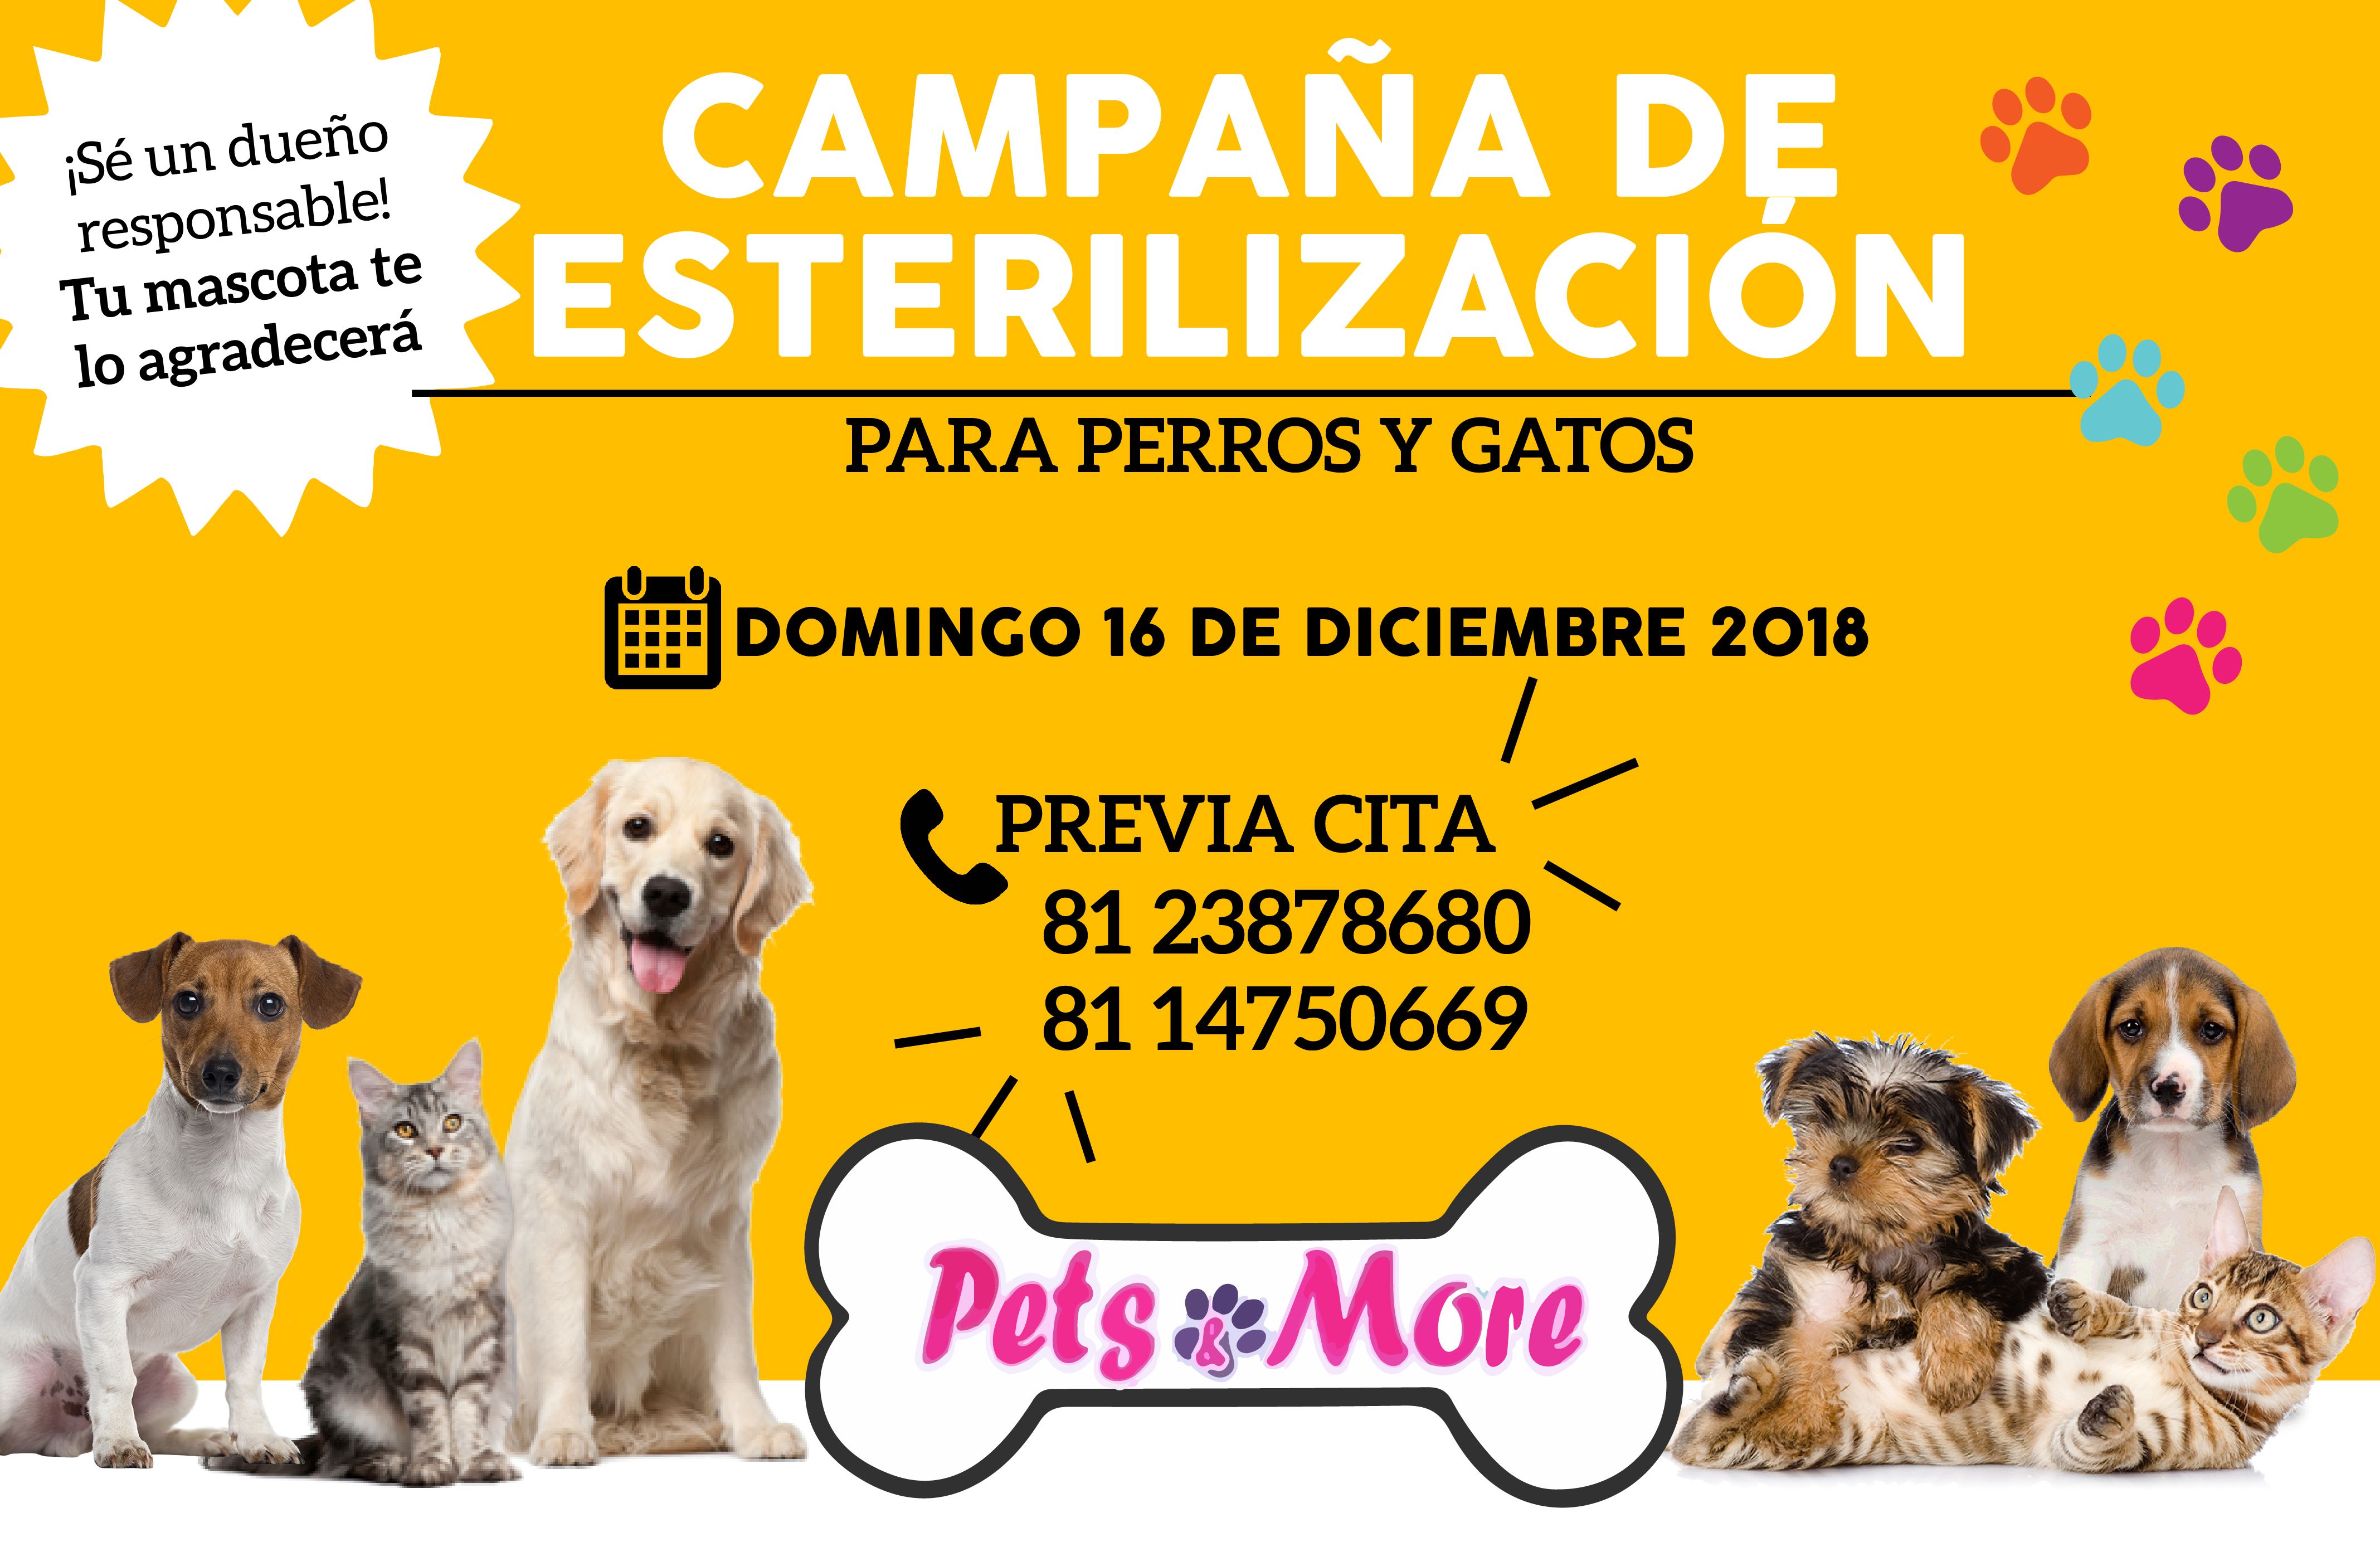 ¡Sé un dueño
responsable!
Tu mascota te
lo agradecerá
CAMPAÑA DE
ESTERILIZACIÓN
PARA PERROS Y GATOS
DOMINGO 16 DE DICIEMBRE 2018
PREVIA CITA
81 23878680
81 14750669
Pets & More